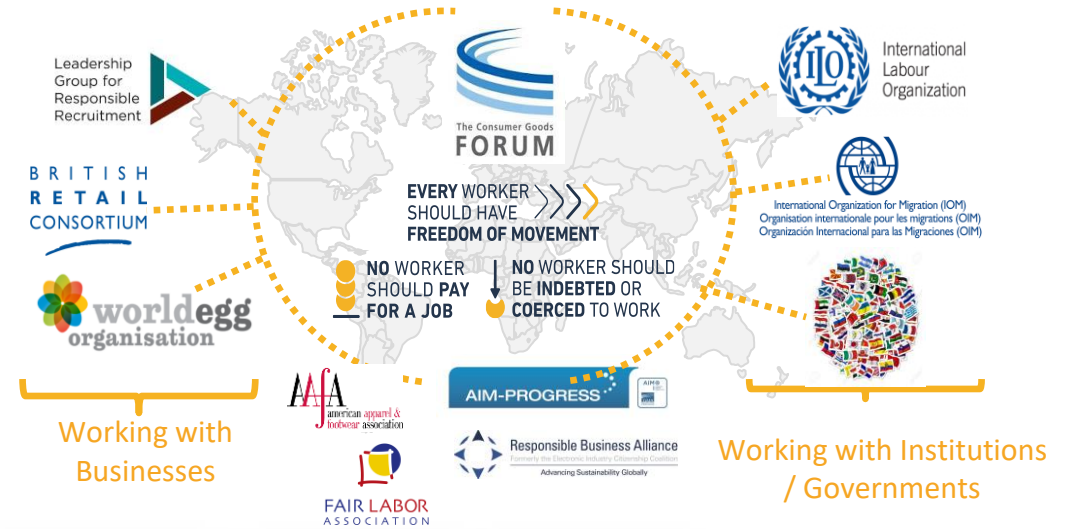 Leadership
Group for
Responsible
Recruitment
BRITISH
RETAIL
CONSORTIUM
worldegg
organisation
Working with
Businesses
The Consumer Goods
FORUM
EVERY WORKER
SHOULD HAVE
FREEDOM OF MOVEMENT
NO WORKER
SHOULD PAY
FOR A JOB
NO WORKER SHOULD
BE INDEBTED OR
COERCED TO WORK
AAfA
american apparel &
footwear association
FAIR LABOR
ASSOCIATION
AIM-PROGRESS
AIM
Responsible Business Alliance
Formerly the Electronic Industry Citizenship Coalition
Advancing Sustainability Globally
ILO
International
Labour
Organization
International Organization for Migration (IOM)
Organisation internationale pour les migrations (OIM)
Organización Internacional para las Migraciones (OIM)
Working with Institutions
/ Governments